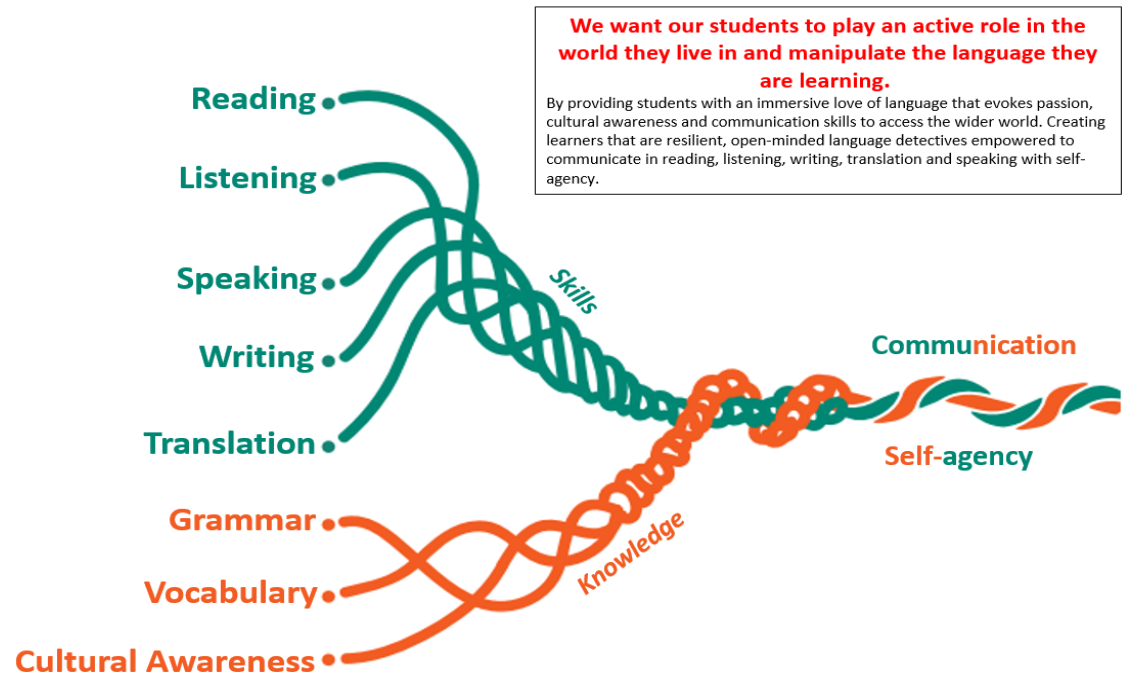 We want our students to play an active role in the
world they live in and manipulate the language they
are learning.
By providing students with an immersive love of language that evokes passion,
cultural awareness and communication skills to access the wider world. Creating
learners that are resilient, open-minded language detectives empowered to
communicate in reading, listening, writing, translation and speaking with self-
agency.
Reading
Listening
Speaking
Writing
Translation
Skills
Grammar
Vocabulary
Cultural Awareness
Knowledge
Communication
Self-agency